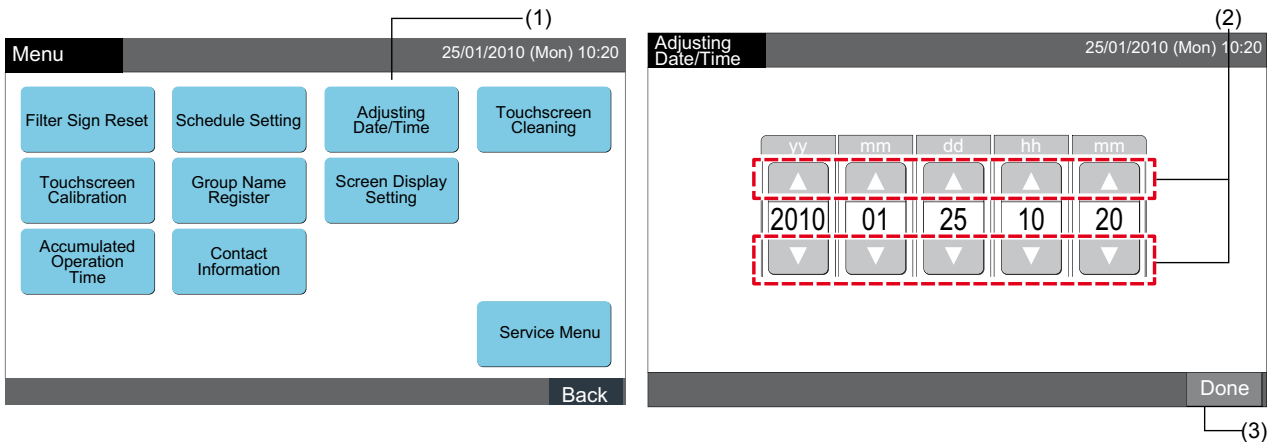 (1)
Menu
25/01/2010 (Mon) 10:20
Filter Sign Reset
Schedule Setting
Adjusting
Date/Time
Touchscreen
Cleaning
Touchscreen
Calibration
Group Name
Register
Screen Display
Setting
Accumulated
Operation
Time
Contact
Information
Service Menu
Back
(2)
Adjusting
Date/Time
25/01/2010 (Mon) 10:20
yy mm dd hh mm
2010 01 25 10 20
Done
(3)